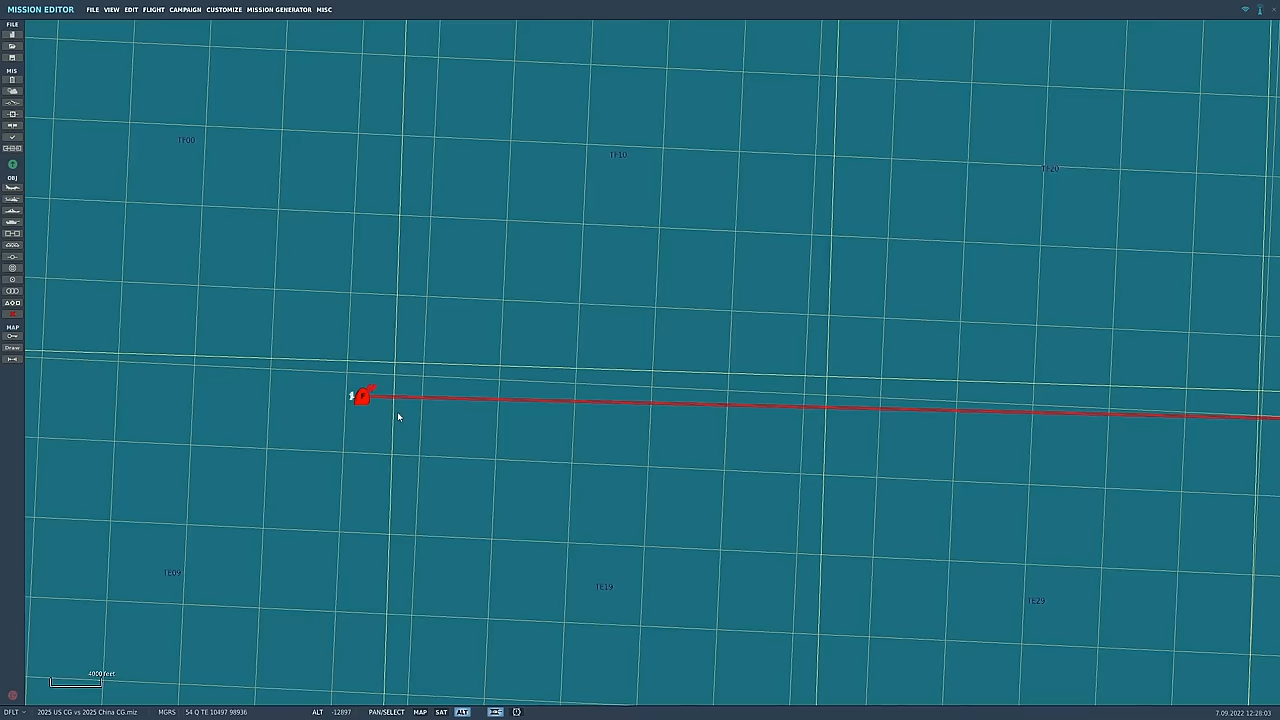 MISSION EDITOR FILE VIEW EDIT FLIGHT CAMPAIGN CUSTOMIZE MISSION GENERATOR MISC
FILE
MIS
OBJ
MAP
Draw
TF00
TF10
TF20
TE09
TE19
TE29
4000 feet
DFLT 2025 US CG vs 2025 China CG.miz MGRS 54 Q TE 10497 98936 ALT -12897 PAN/SELECT MAP SAT ALT 7.09.2022 12:28:03